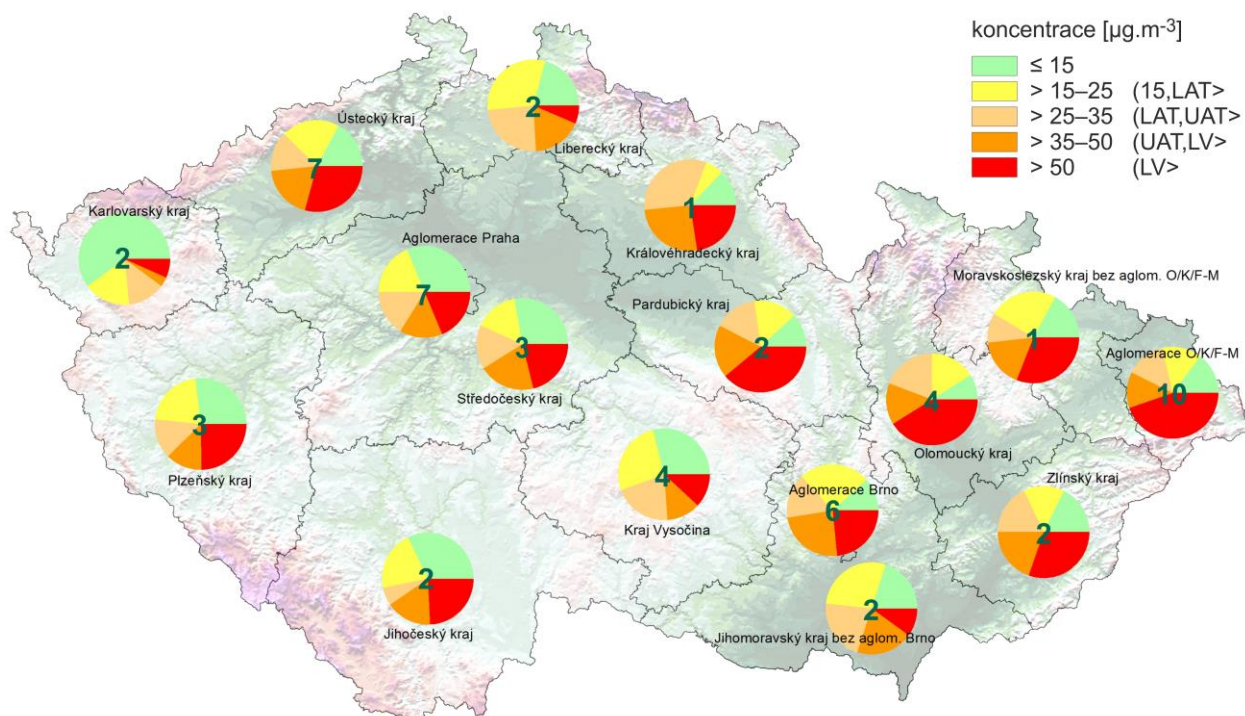 koncentrace [µg.m-3]
≤ 15
> 15–25 (15,LAT>
> 25–35 (LAT,UAT>
> 35–50 (UAT,LV>
> 50 (LV>
2
Liberecký kraj
Ústecký kraj
7
1
Královéhradecký kraj
Karlovarský kraj
2
Aglomerace Praha
7
Moravskoslezský kraj bez aglom. O/K/F-M
1
Pardubický kraj
2
3
Středočeský kraj
Aglomerace O/K/F-M
10
4
Olomoucký kraj
3
Plzeňský kraj
4
Kraj Vysočina
Aglomerace Brno
6
Zlínský kraj
2
2
Jihočeský kraj
2
Jihomoravský kraj bez aglom. Brno